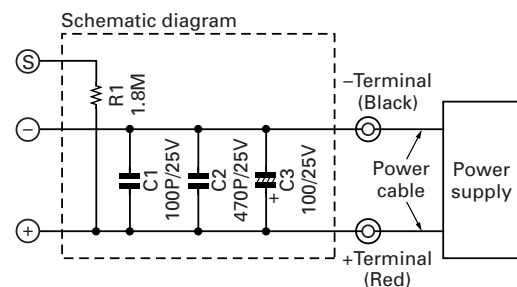 Schematic diagram
S
R1
1.8M
−Terminal
(Black)
−
C1
100P/25V
C2
470P/25V
+
C3
100/25V
Power
cable
Power
supply
+
+Terminal
(Red)